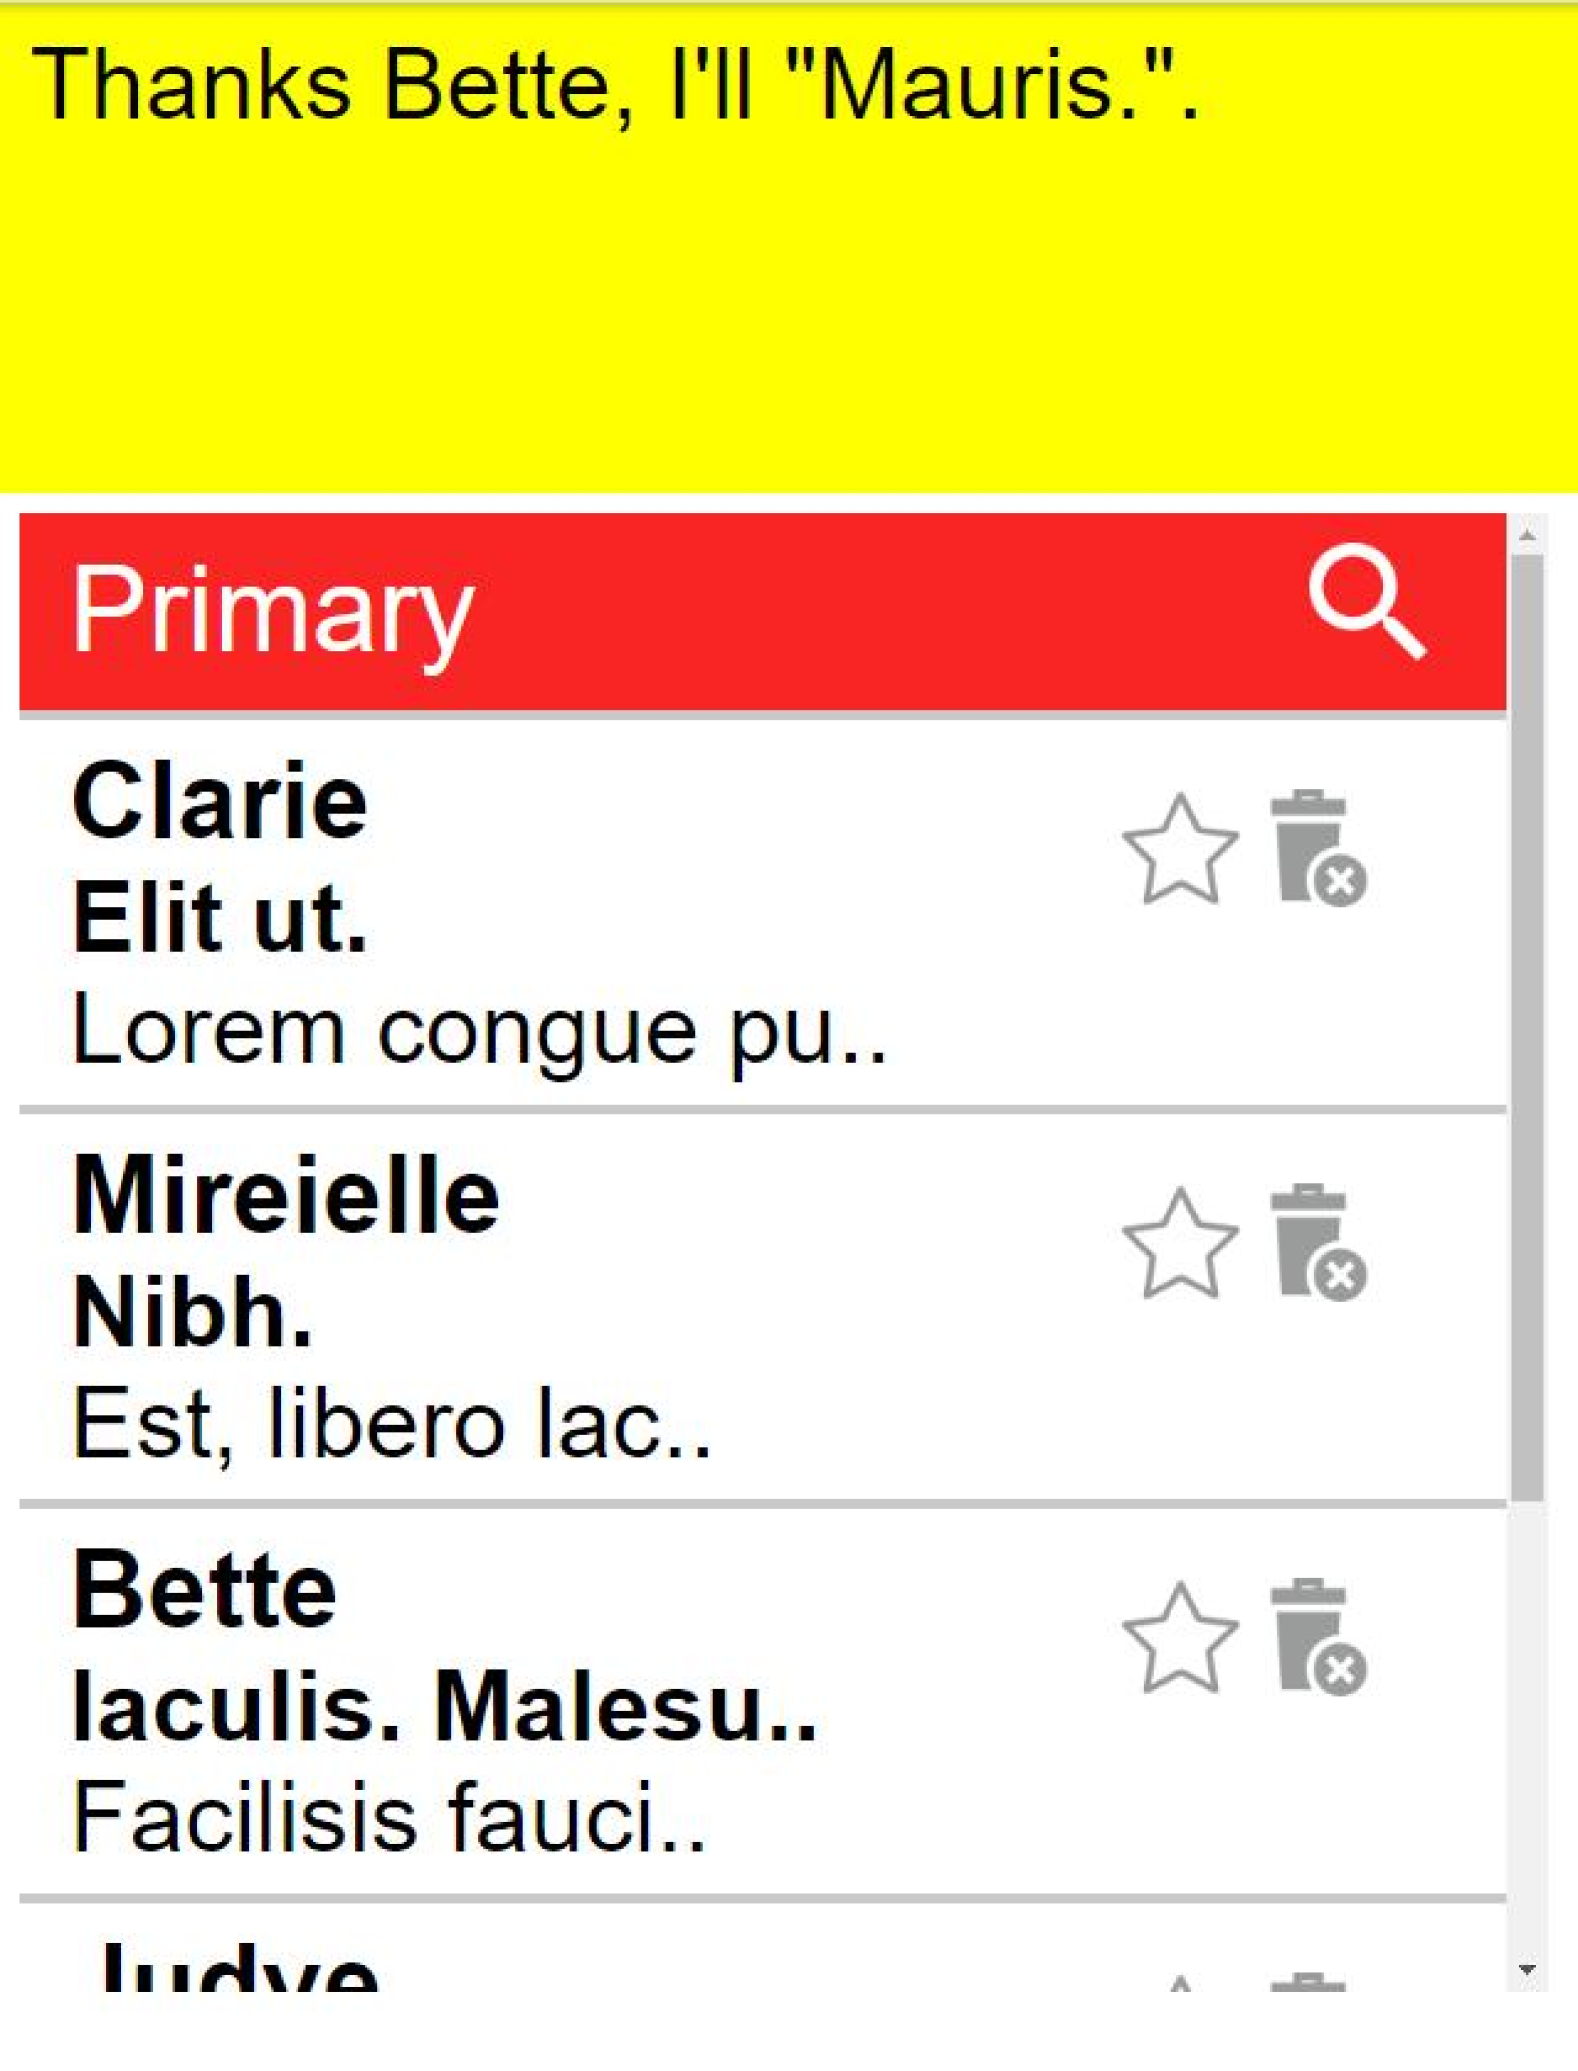 Thanks Bette, I'll "Mauris.".
Primary
Clarie
Elit ut.
Lorem congue pu..
Mireielle
Nibh.
Est, libero lac..
Bette
Iaculis. Malesu..
Facilisis fauci..
Judye